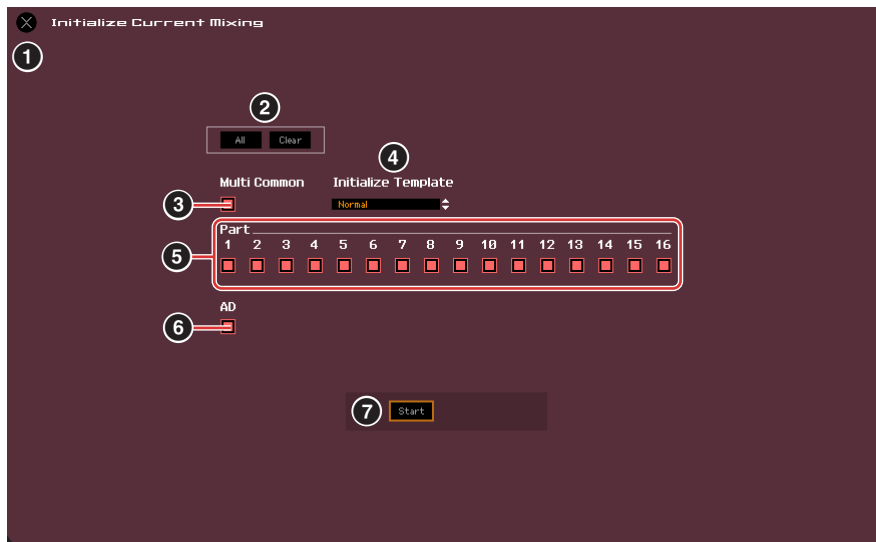 Initialize Current Mixing
1
2
All Clear
4
Multi Common Initialize Template
3 Normal
Part
5 1 2 3 4 5 6 7 8 9 10 11 12 13 14 15 16
AD
6
7 Start